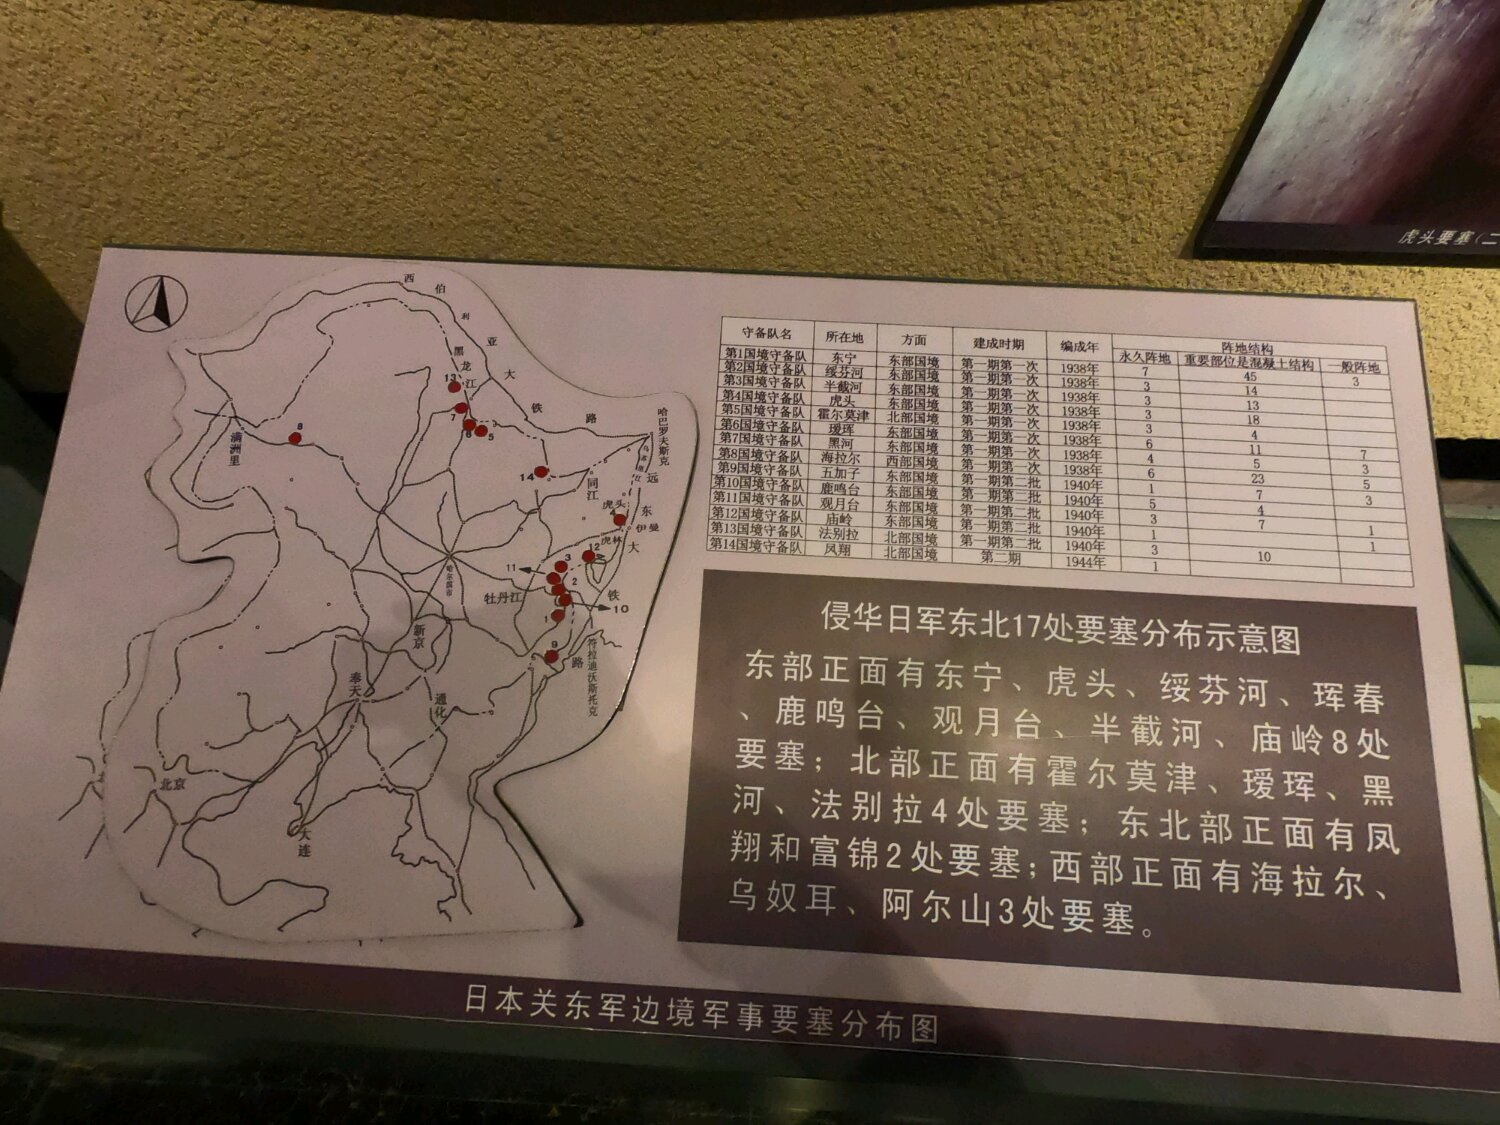 虎头要塞(二
西
伯
利
亚
大
铁
路
黑
龙
江
哈巴罗夫斯克
满洲里
8
13
7
6
5
14
同江
远
东
大
铁
路
虎头
4
伊曼
虎林
12
3
11
2
牡丹江
10
1
9
哈尔滨市
新京
符拉迪沃斯托克
奉天
通化
北京
大连
守备队名 所在地 方面 建成时期 编成年 阵地结构
永久阵地 重要部位是混凝土结构 一般阵地
第1国境守备队 东宁 东部国境 第一期第一次 1938年 7 45 3
第2国境守备队 绥芬河 东部国境 第一期第一次 1938年 3 14
第3国境守备队 半截河 东部国境 第一期第一次 1938年 3 13
第4国境守备队 虎头 东部国境 第一期第一次 1938年 3 18
第5国境守备队 霍尔莫津 北部国境 第一期第一次 1938年 3 4
第6国境守备队 瑷珲 东部国境 第一期第一次 1938年 6 11 7
第7国境守备队 黑河 东部国境 第一期第一次 1938年 4 5 3
第8国境守备队 海拉尔 西部国境 第一期第一次 1938年 6 23 5
第9国境守备队 五加子 东部国境 第一期第二批 1940年 1 7 3
第10国境守备队 鹿鸣台 东部国境 第一期第二批 1940年 5 4
第11国境守备队 观月台 东部国境 第一期第二批 1940年 3 7 1
第12国境守备队 庙岭 东部国境 第一期第二批 1940年 1 1
第13国境守备队 法别拉 北部国境 第一期第二批 1940年 3 10
第14国境守备队 凤翔 北部国境 第二期 1944年 1
侵华日军东北17处要塞分布示意图
东部正面有东宁、虎头、绥芬河、珲春
、鹿鸣台、观月台、半截河、庙岭8处
要塞；北部正面有霍尔莫津、瑷珲、黑
河、法别拉4处要塞；东北部正面有凤
翔和富锦2处要塞；西部正面有海拉尔、
乌奴耳、阿尔山3处要塞。
日本关东军边境军事要塞分布图